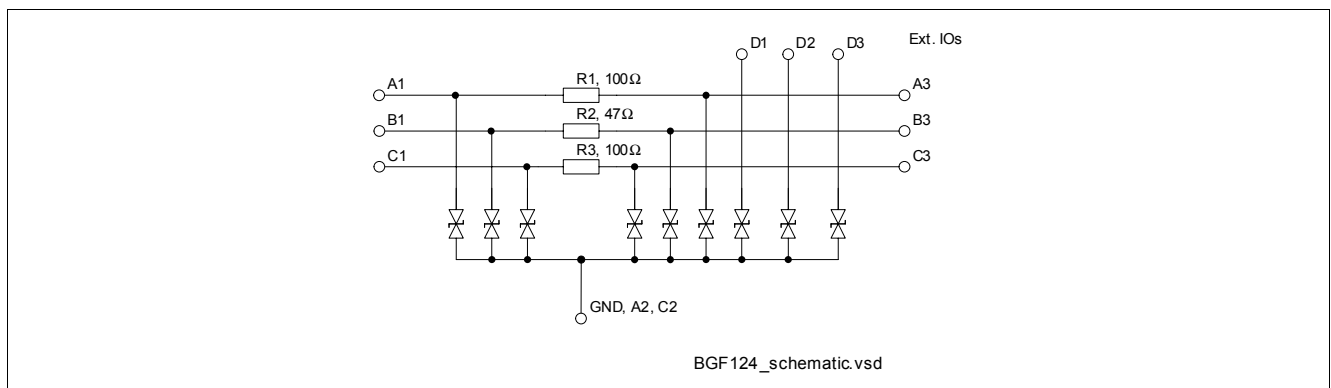 D1 D2 D3 Ext. IOs
A1 R1, 100Ω A3
B1 R2, 47Ω B3
C1 R3, 100Ω C3
GND, A2, C2
BGF124_schematic.vsd